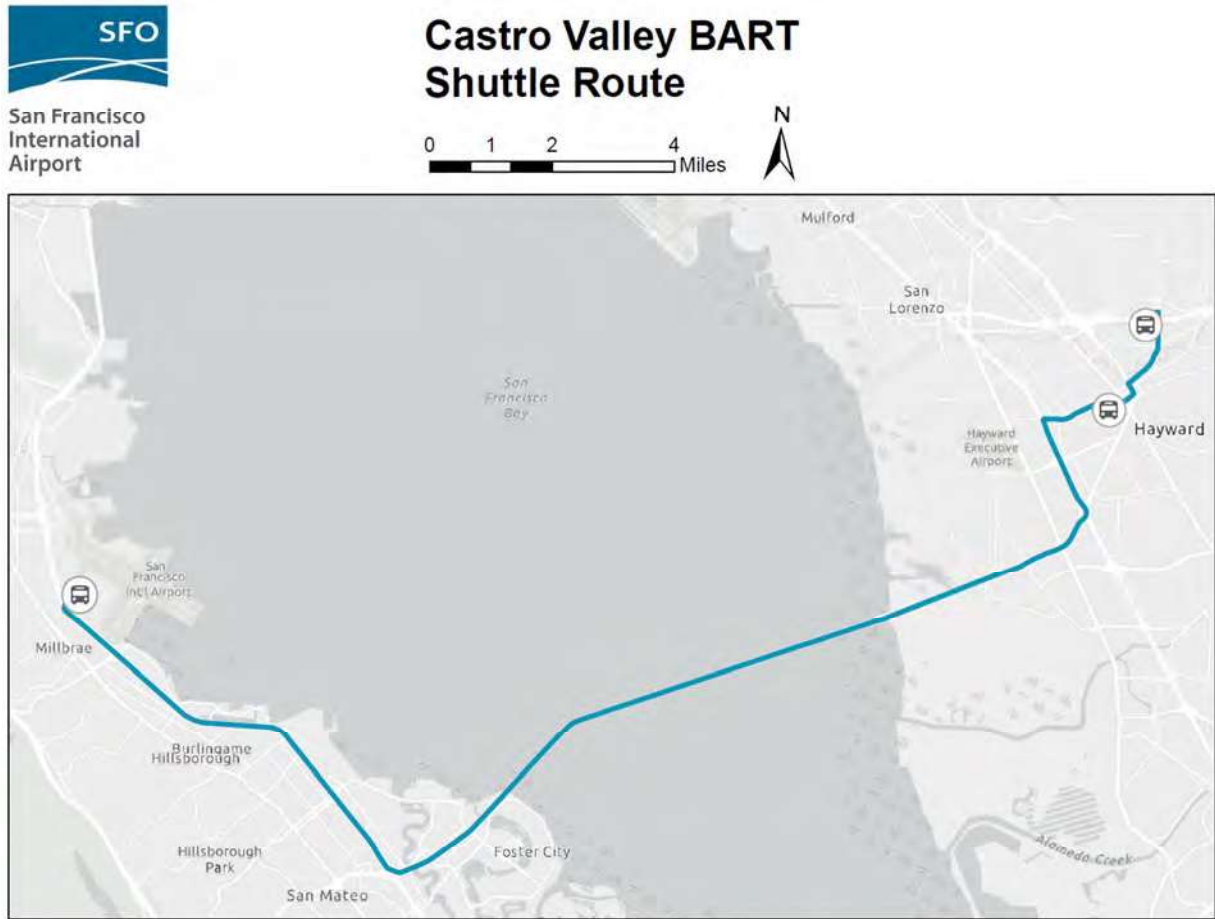 SFO
San Francisco
International
Airport
Castro Valley BART
Shuttle Route
0 1 2 4
Miles
N
Mulford
San
Lorenzo
San
Francisco
Bay
Hayward
Executive
Airport
Hayward
San
Francisco
Int'l Airport
Millbrae
Burlingame
Hillsborough
Hillsborough
Park
Foster City
San Mateo
Alameda Creek